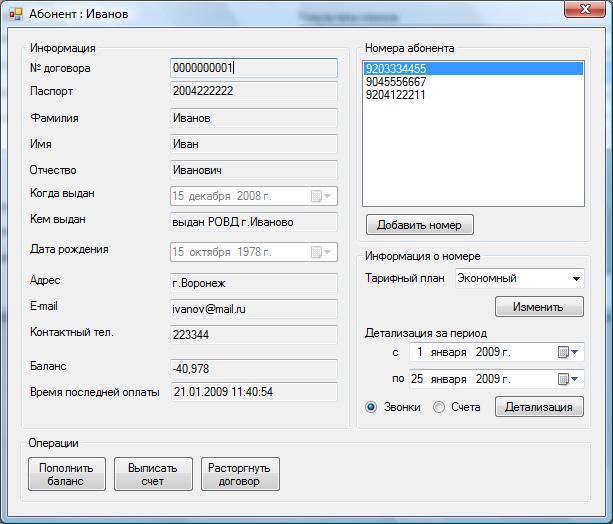 Абонент : Иванов
Информация
№ договора 0000000001
Паспорт 2004222222
Фамилия Иванов
Имя Иван
Отчество Иванович
Когда выдан 15 декабря 2008 г.
Кем выдан выдан РОВД г.Иваново
Дата рождения 15 октября 1978 г.
Адрес г.Воронеж
E-mail ivanov@mail.ru
Контактный тел. 223344
Баланс -40,978
Время последней оплаты 21.01.2009 11:40:54
Номера абонента
9203334455
9045556667
9204122211
Добавить номер
Информация о номере
Тарифный план Экономный
Изменить
Детализация за период
с 1 января 2009 г.
по 25 января 2009 г.
Звонки Счета Детализация
Операции
Пополнить баланс
Выписать счет
Расторгнуть договор